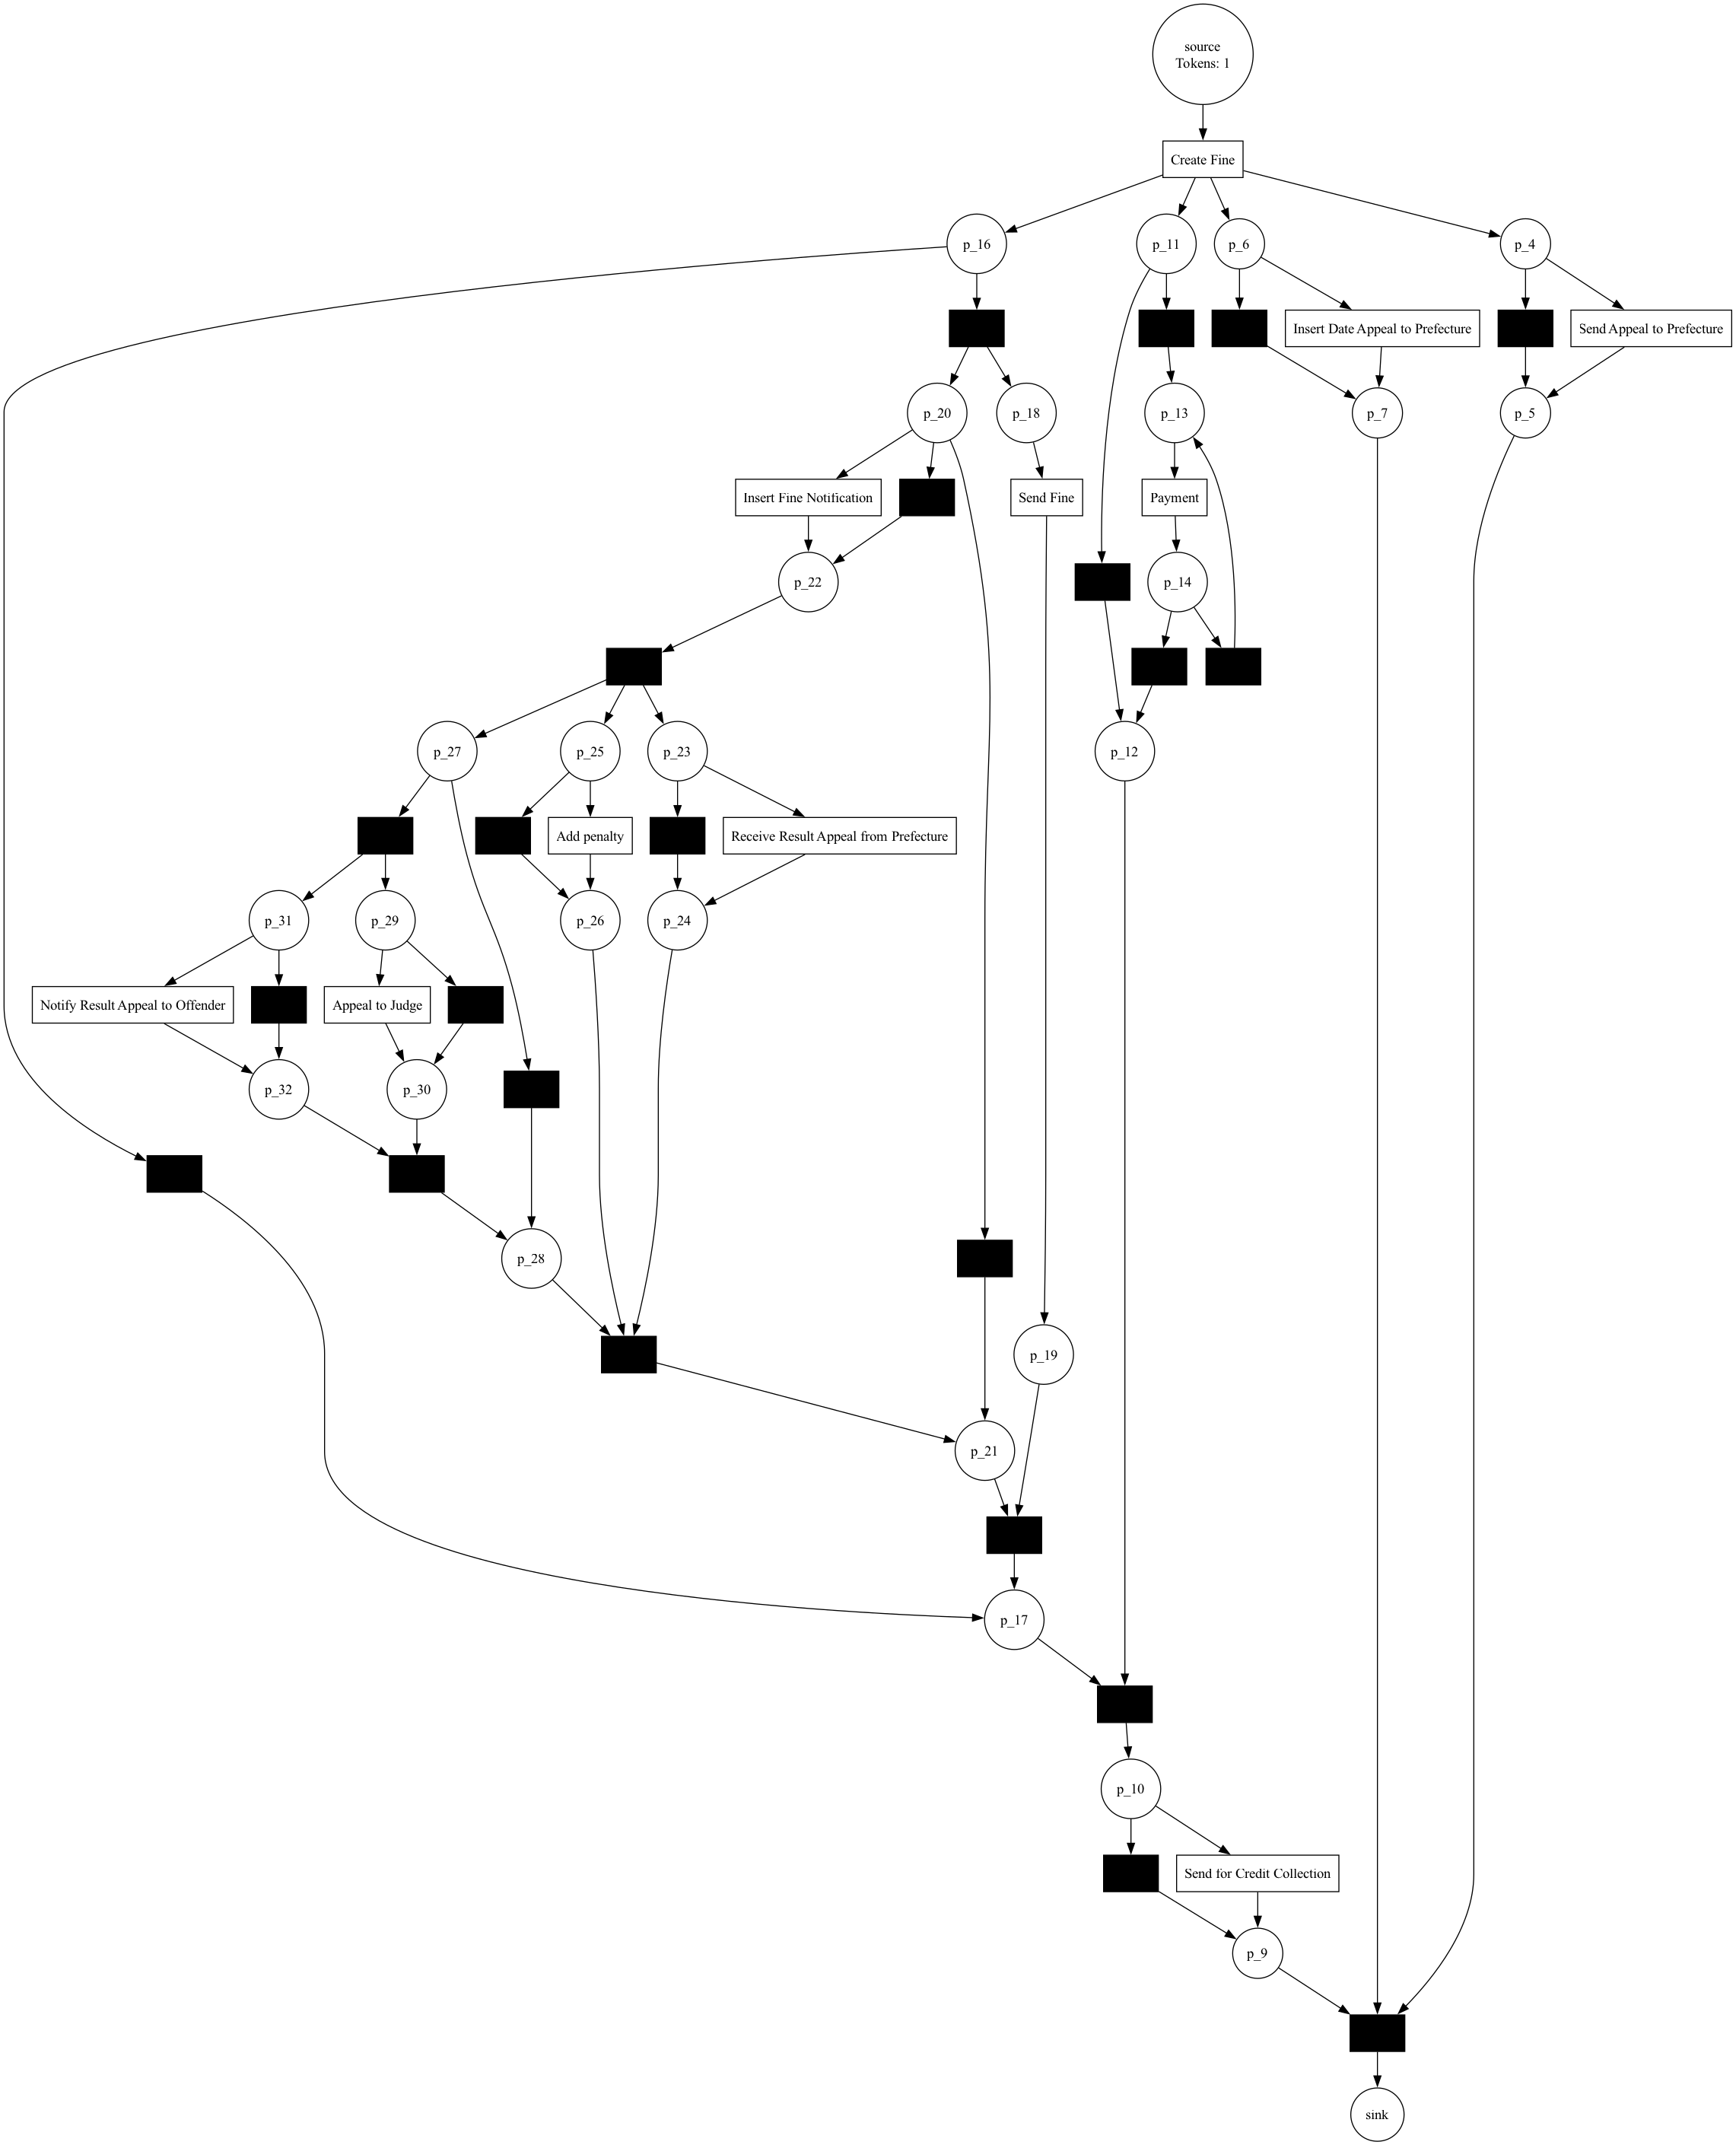 source
Tokens: 1
Create Fine
p_16
p_11
p_6
p_4
Insert Date Appeal to Prefecture
Send Appeal to Prefecture
p_20
p_18
p_13
p_7
p_5
Insert Fine Notification
Send Fine
Payment
p_22
p_14
p_27
p_25
p_23
p_12
Add penalty
Receive Result Appeal from Prefecture
p_31
p_29
p_26
p_24
Notify Result Appeal to Offender
Appeal to Judge
p_32
p_30
p_28
p_19
p_21
p_17
p_10
Send for Credit Collection
p_9
sink